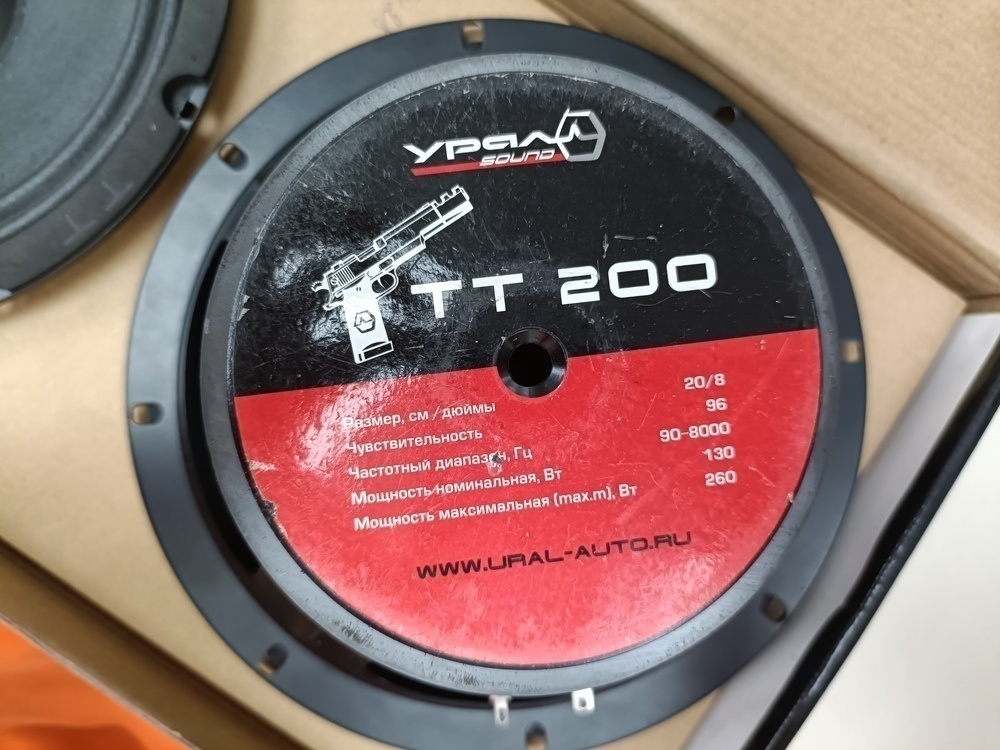 УРАЛ
SOUND
ТТ 200
Размер, см /дюймы 20/8
Чувствительность 96
Частотный диапазон, Гц 90-8000
Мощность номинальная, Вт 130
Мощность максимальная (max.m), Вт 260
WWW.URAL-AUTO.RU